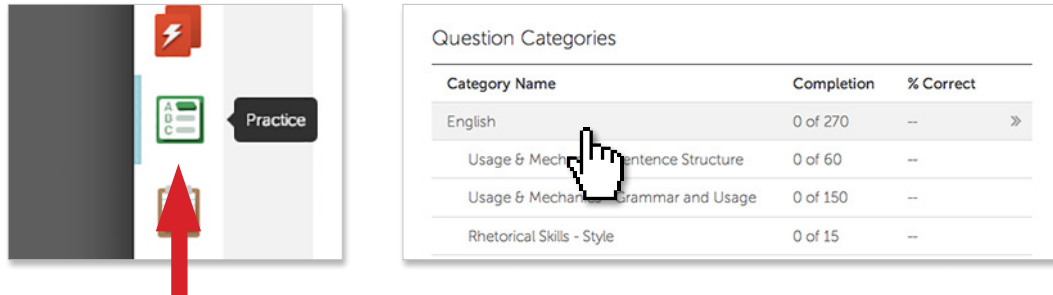 A
B
C
Practice
Question Categories
Category Name Completion % Correct
English 0 of 270 -- »
Usage & Mech entence Structure 0 of 60 --
Usage & Mechan Grammar and Usage 0 of 150 --
Rhetorical Skills - Style 0 of 15 --